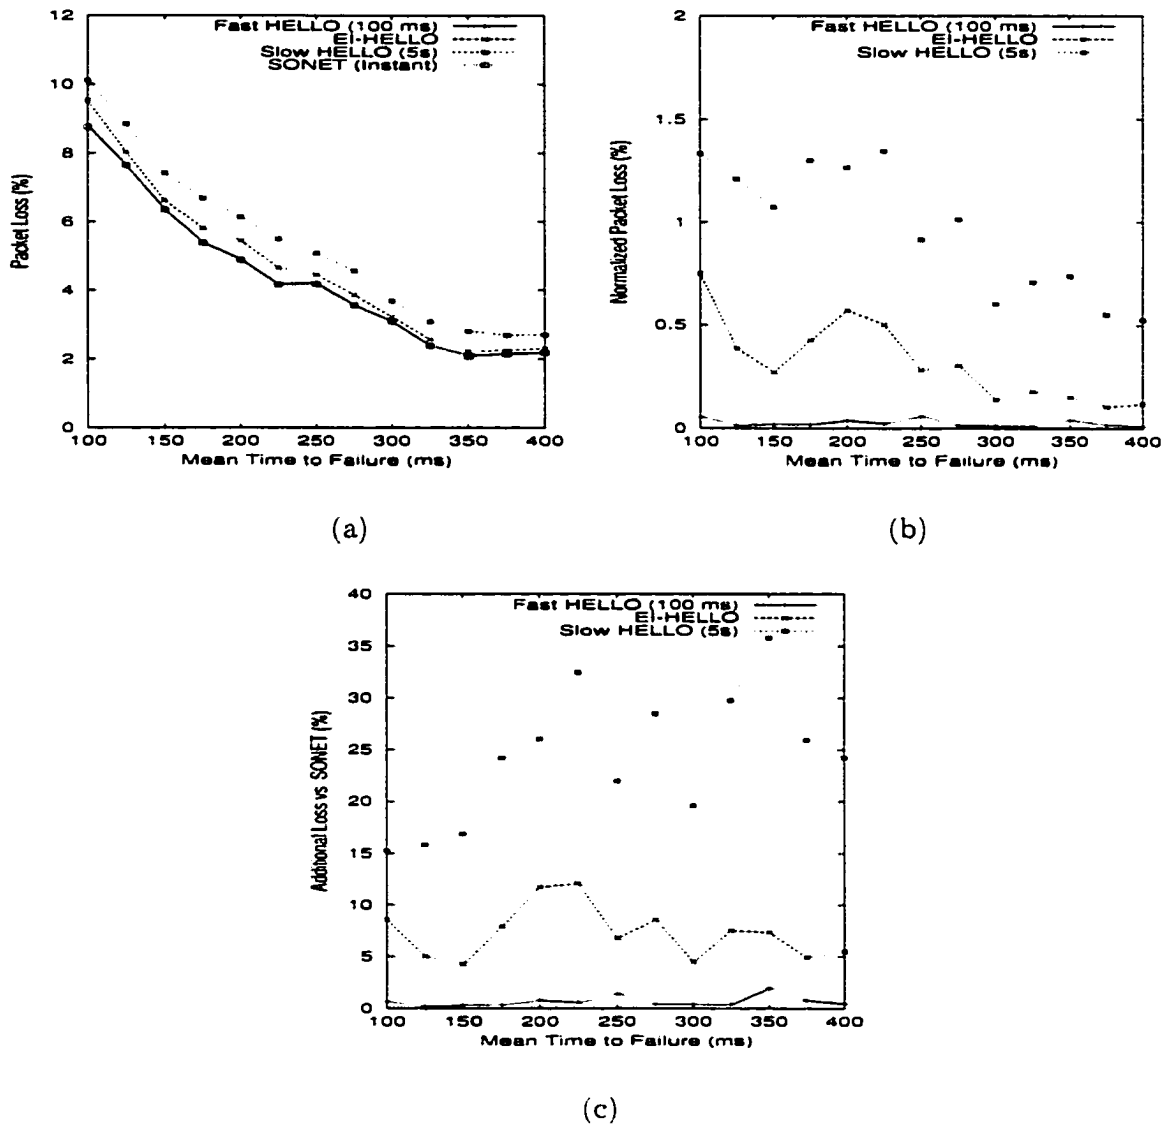 12
10
8
6
4
2
0
Packet Loss (%)
Fast HELLO (100 ms)
EI-HELLO
Slow HELLO (5s)
SONET (Instant)
100 150 200 250 300 350 400
Mean Time to Failure (ms)
(a)
2
1.5
1
0.5
0
Normalized Packet Loss (%)
Fast HELLO (100 ms)
EI-HELLO
Slow HELLO (5s)
100 150 200 250 300 350 400
Mean Time to Failure (ms)
(b)
40
35
30
25
20
15
10
5
0
Additional Loss vs SONET (%)
Fast HELLO (100 ms)
EI-HELLO
Slow HELLO (5s)
100 150 200 250 300 350 400
Mean Time to Failure (ms)
(c)